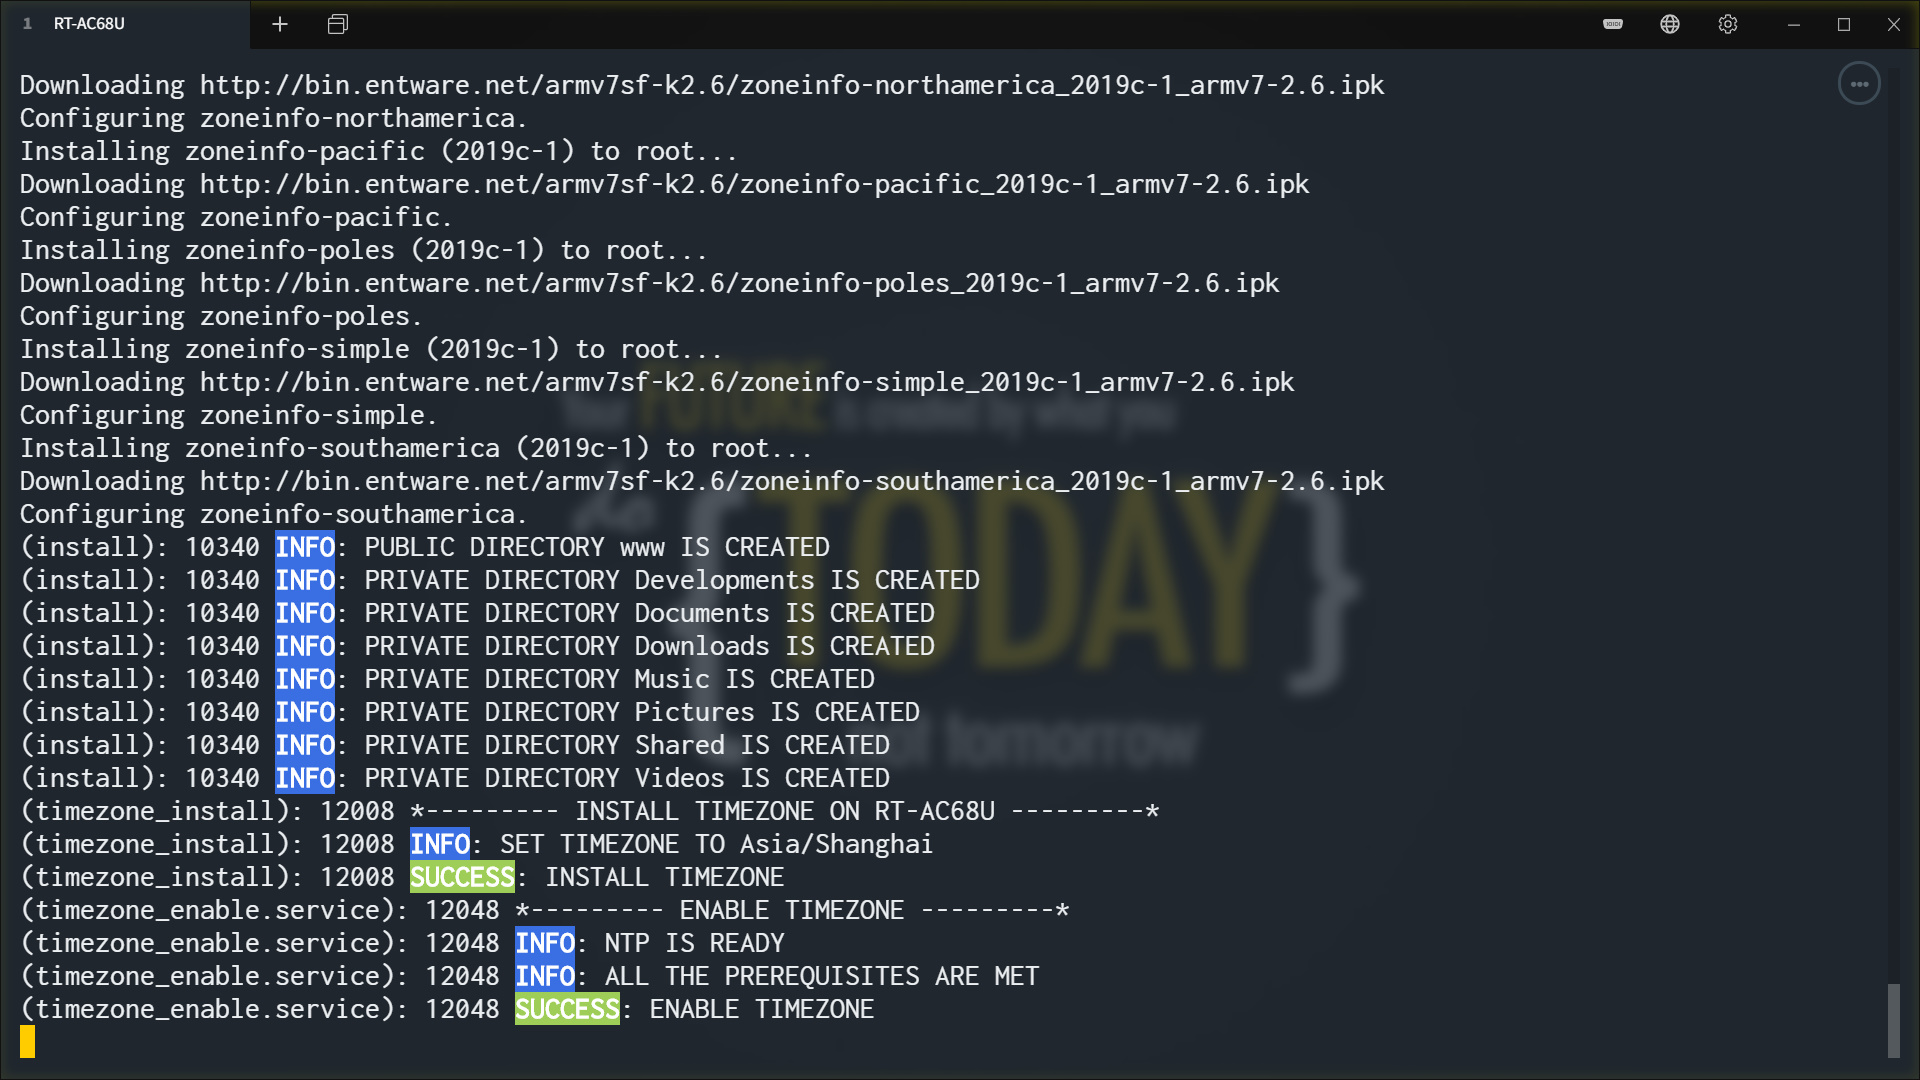 1 RT-AC68U
Downloading http://bin.entware.net/armv7sf-k2.6/zoneinfo-northamerica_2019c-1_armv7-2.6.ipk
Configuring zoneinfo-northamerica.
Installing zoneinfo-pacific (2019c-1) to root...
Downloading http://bin.entware.net/armv7sf-k2.6/zoneinfo-pacific_2019c-1_armv7-2.6.ipk
Configuring zoneinfo-pacific.
Installing zoneinfo-poles (2019c-1) to root...
Downloading http://bin.entware.net/armv7sf-k2.6/zoneinfo-poles_2019c-1_armv7-2.6.ipk
Configuring zoneinfo-poles.
Installing zoneinfo-simple (2019c-1) to root...
Downloading http://bin.entware.net/armv7sf-k2.6/zoneinfo-simple_2019c-1_armv7-2.6.ipk
Configuring zoneinfo-simple.
Installing zoneinfo-southamerica (2019c-1) to root...
Downloading http://bin.entware.net/armv7sf-k2.6/zoneinfo-southamerica_2019c-1_armv7-2.6.ipk
Configuring zoneinfo-southamerica.
(install): 10340 INFO: PUBLIC DIRECTORY www IS CREATED
(install): 10340 INFO: PRIVATE DIRECTORY Developments IS CREATED
(install): 10340 INFO: PRIVATE DIRECTORY Documents IS CREATED
(install): 10340 INFO: PRIVATE DIRECTORY Downloads IS CREATED
(install): 10340 INFO: PRIVATE DIRECTORY Music IS CREATED
(install): 10340 INFO: PRIVATE DIRECTORY Pictures IS CREATED
(install): 10340 INFO: PRIVATE DIRECTORY Shared IS CREATED
(install): 10340 INFO: PRIVATE DIRECTORY Videos IS CREATED
(timezone_install): 12008 *--------- INSTALL TIMEZONE ON RT-AC68U ---------*
(timezone_install): 12008 INFO: SET TIMEZONE TO Asia/Shanghai
(timezone_install): 12008 SUCCESS: INSTALL TIMEZONE
(timezone_enable.service): 12048 *--------- ENABLE TIMEZONE ---------*
(timezone_enable.service): 12048 INFO: NTP IS READY
(timezone_enable.service): 12048 INFO: ALL THE PREREQUISITES ARE MET
(timezone_enable.service): 12048 SUCCESS: ENABLE TIMEZONE
Your FUTURE is created by what you
do { TODAY }
not tomorrow